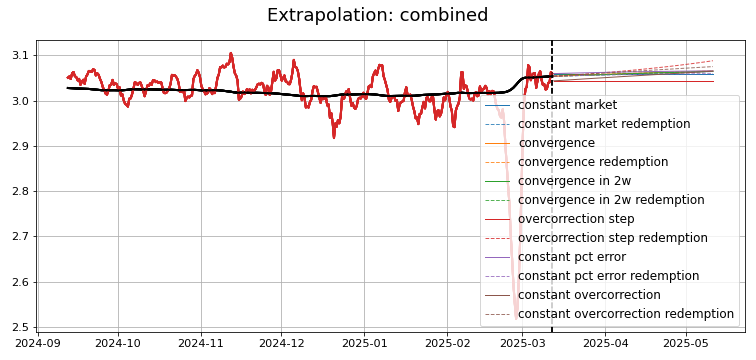 Extrapolation: combined
3.1
3.0
2.9
2.8
2.7
2.6
2.5
constant market
constant market redemption
convergence
convergence redemption
convergence in 2w
convergence in 2w redemption
overcorrection step
overcorrection step redemption
constant pct error
constant pct error redemption
constant overcorrection
constant overcorrection redemption
2024-09 2024-10 2024-11 2024-12 2025-01 2025-02 2025-03 2025-04 2025-05